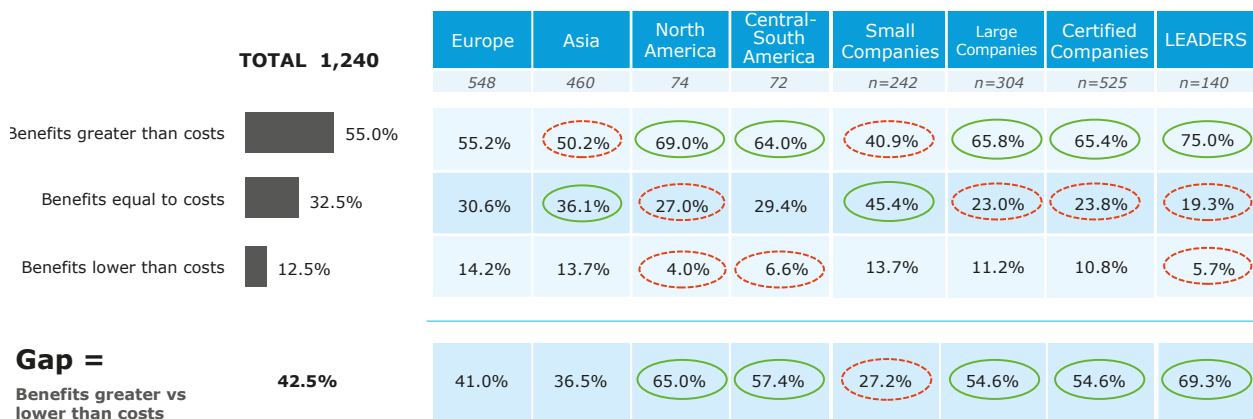 Europe Asia North America Central-South America Small Companies Large Companies Certified Companies LEADERS
TOTAL 1,240
548 460 74 72 n=242 n=304 n=525 n=140
Benefits greater than costs 55.0% 55.2% 50.2% 69.0% 64.0% 40.9% 65.8% 65.4% 75.0%
Benefits equal to costs 32.5% 30.6% 36.1% 27.0% 29.4% 45.4% 23.0% 23.8% 19.3%
Benefits lower than costs 12.5% 14.2% 13.7% 4.0% 6.6% 13.7% 11.2% 10.8% 5.7%
Gap =
42.5% 41.0% 36.5% 65.0% 57.4% 27.2% 54.6% 54.6% 69.3%
Benefits greater vs
lower than costs